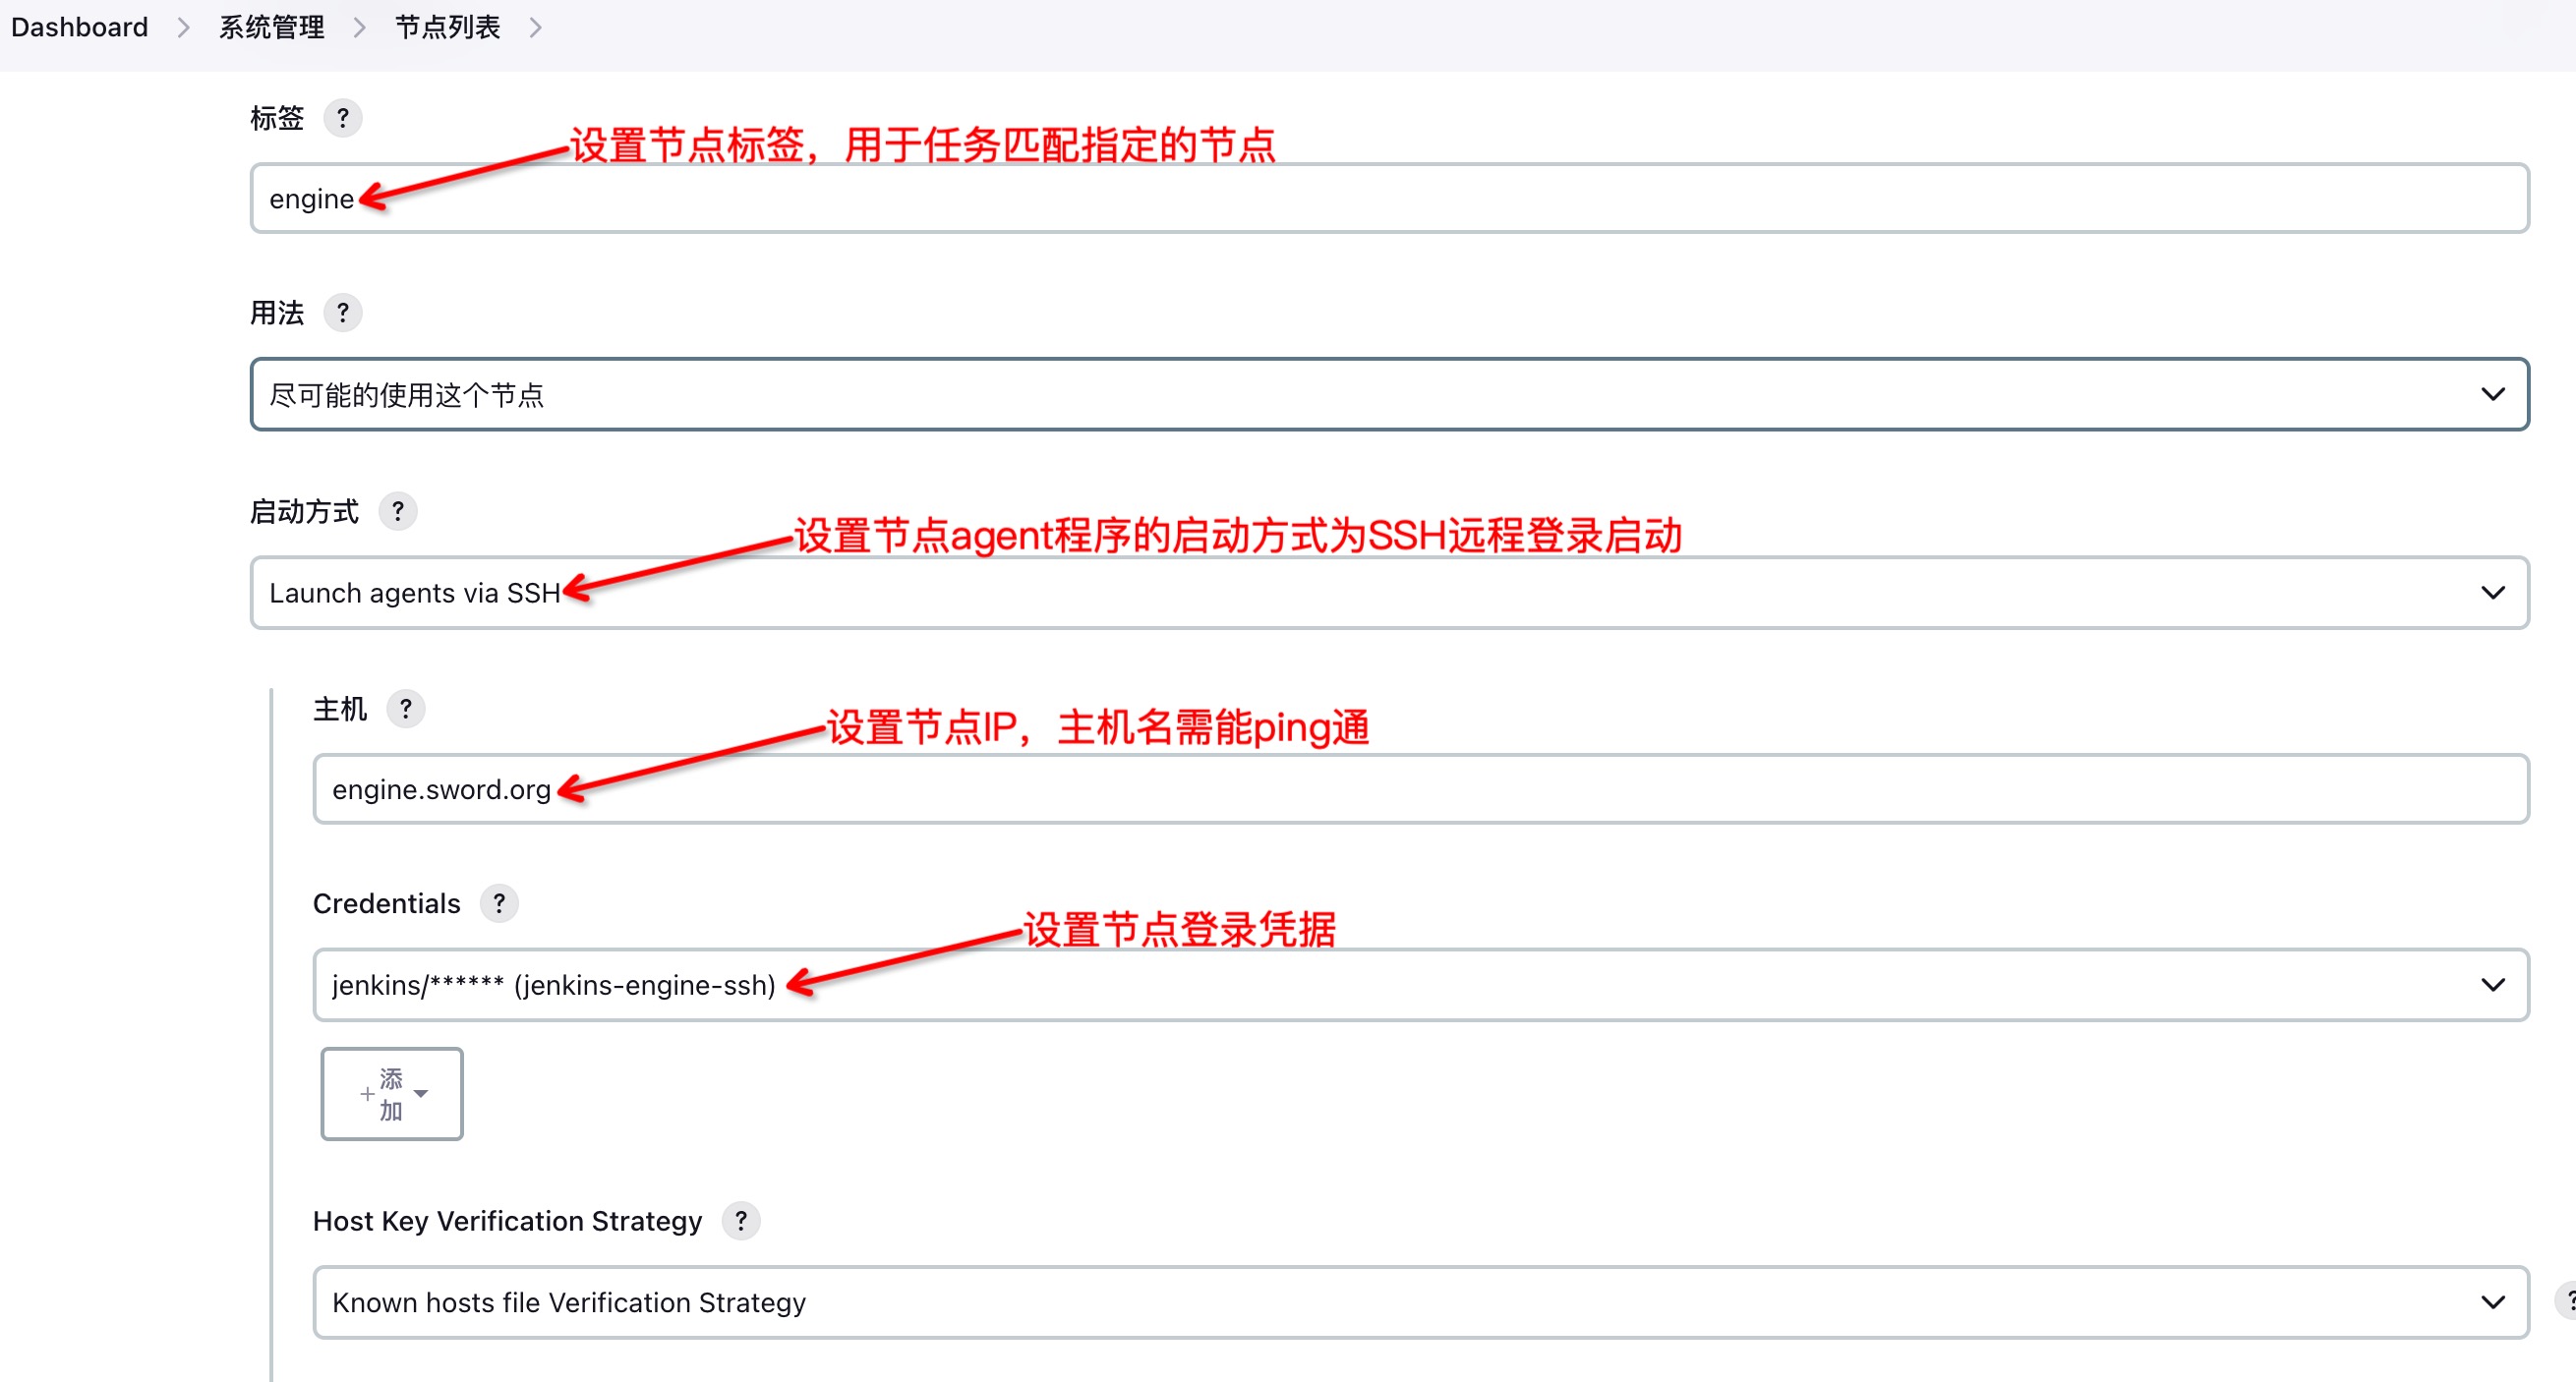 Dashboard > 系统管理 > 节点列表 >
标签 ?
设置节点标签，用于任务匹配指定的节点
engine
用法 ?
尽可能的使用这个节点
启动方式 ?
设置节点agent程序的启动方式为SSH远程登录启动
Launch agents via SSH
主机 ?
设置节点IP，主机名需能ping通
engine.sword.org
Credentials ?
设置节点登录凭据
jenkins/****** (jenkins-engine-ssh)
+添
加
Host Key Verification Strategy ?
Known hosts file Verification Strategy
?